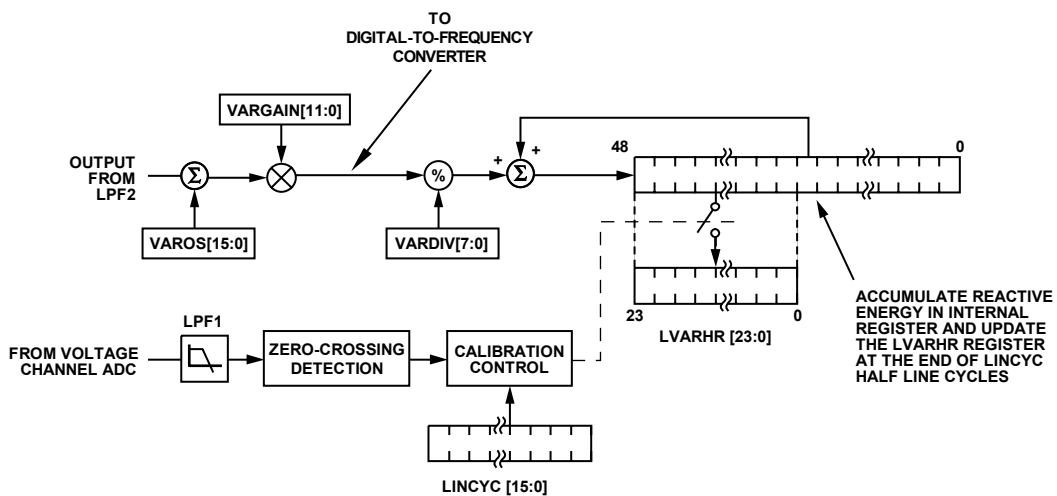 TO
DIGITAL-TO-FREQUENCY
CONVERTER
VARGAIN[11:0]
48
0
OUTPUT
FROM
LPF2
Σ
%
+
+
Σ
VAROS[15:0]
VARDIV[7:0]
23
0
LVARHR [23:0]
ACCUMULATE REACTIVE
ENERGY IN INTERNAL
REGISTER AND UPDATE
THE LVARHR REGISTER
AT THE END OF LINCYC
HALF LINE CYCLES
LPF1
FROM VOLTAGE
CHANNEL ADC
ZERO-CROSSING
DETECTION
CALIBRATION
CONTROL
LINCYC [15:0]